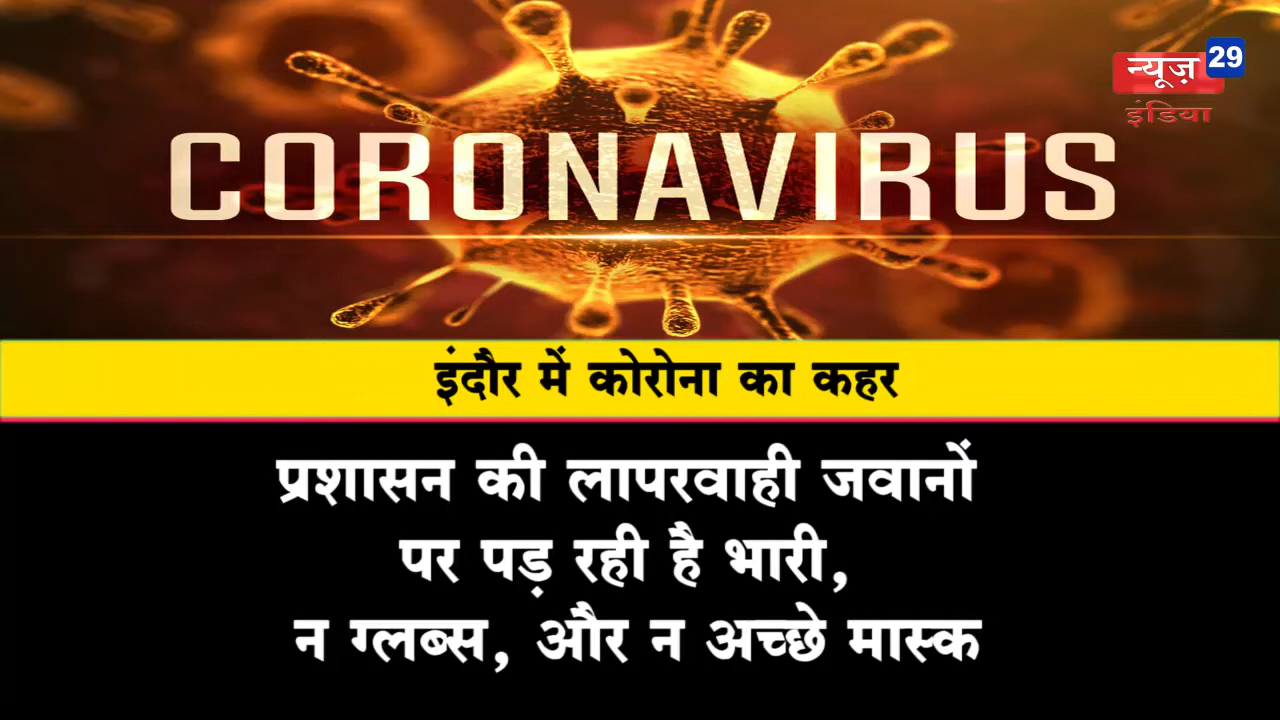 न्यूज़ 29
इंडिया
CORONAVIRUS
इंदौर में कोरोना का कहर
प्रशासन की लापरवाही जवानों
पर पड़ रही है भारी,
न ग्लब्स, और न अच्छे मास्क